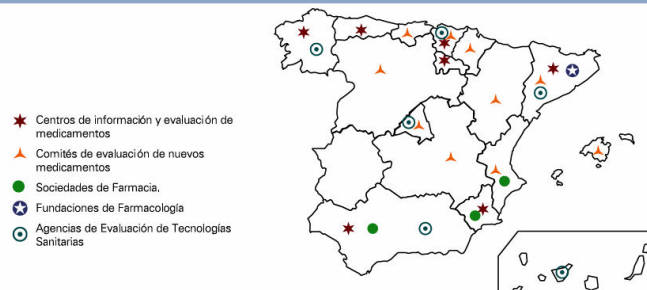 Centros de información y evaluación de
medicamentos
Comités de evaluación de nuevos
medicamentos
Sociedades de Farmacia.
Fundaciones de Farmacología
Agencias de Evaluación de Tecnologías
Sanitarias